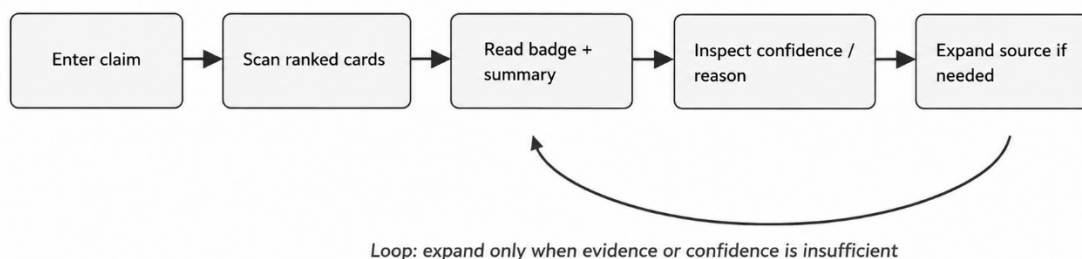 Enter claim
Scan ranked cards
Read badge +
summary
Inspect confidence /
reason
Expand source if
needed
Loop: expand only when evidence or confidence is insufficient